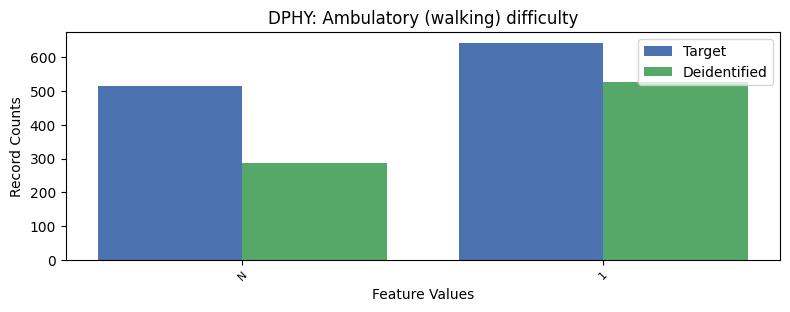 DPHY: Ambulatory (walking) difficulty
Target
Deidentified
Record Counts
600
500
400
300
200
100
0
N
1
Feature Values